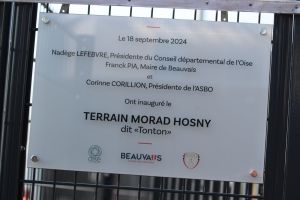 Le 18 septembre 2024
Nadège LEFEBVRE, Présidente du Conseil départemental de l'Oise
Franck PIA, Maire de Beauvais
et
Corinne CORILLION, Présidente de l'ASBO
Ont inauguré le
TERRAIN MORAD HOSNY
dit «Tonton»
BEAUVAIS